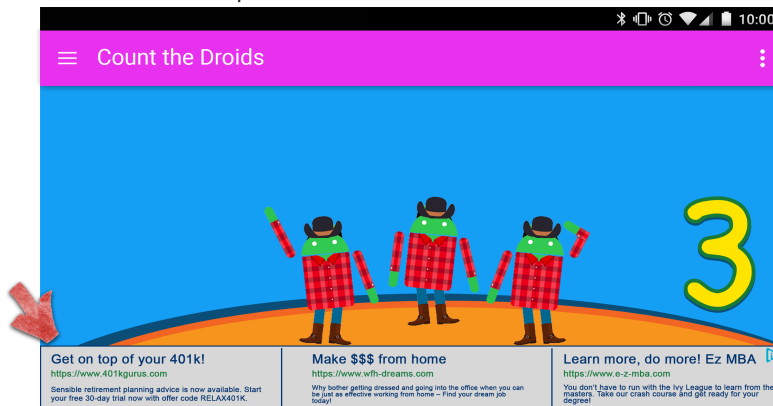 10:00
Count the Droids
3
Get on top of your 401k!
https://www.401kgurus.com
Sensible retirement planning advice is now available. Start
your free 30-day trial now with offer code RELAX401K.
Make $$$ from home
https://www.wfh-dreams.com
Why bother getting dressed and going into the office when you can
be just as effective working from home – Find your dream job
today!
Learn more, do more! Ez MBA
https://www.e-z-mba.com
You don't have to run with the Ivy League to learn from the
masters. Take our crash course and get ready for your
degree!